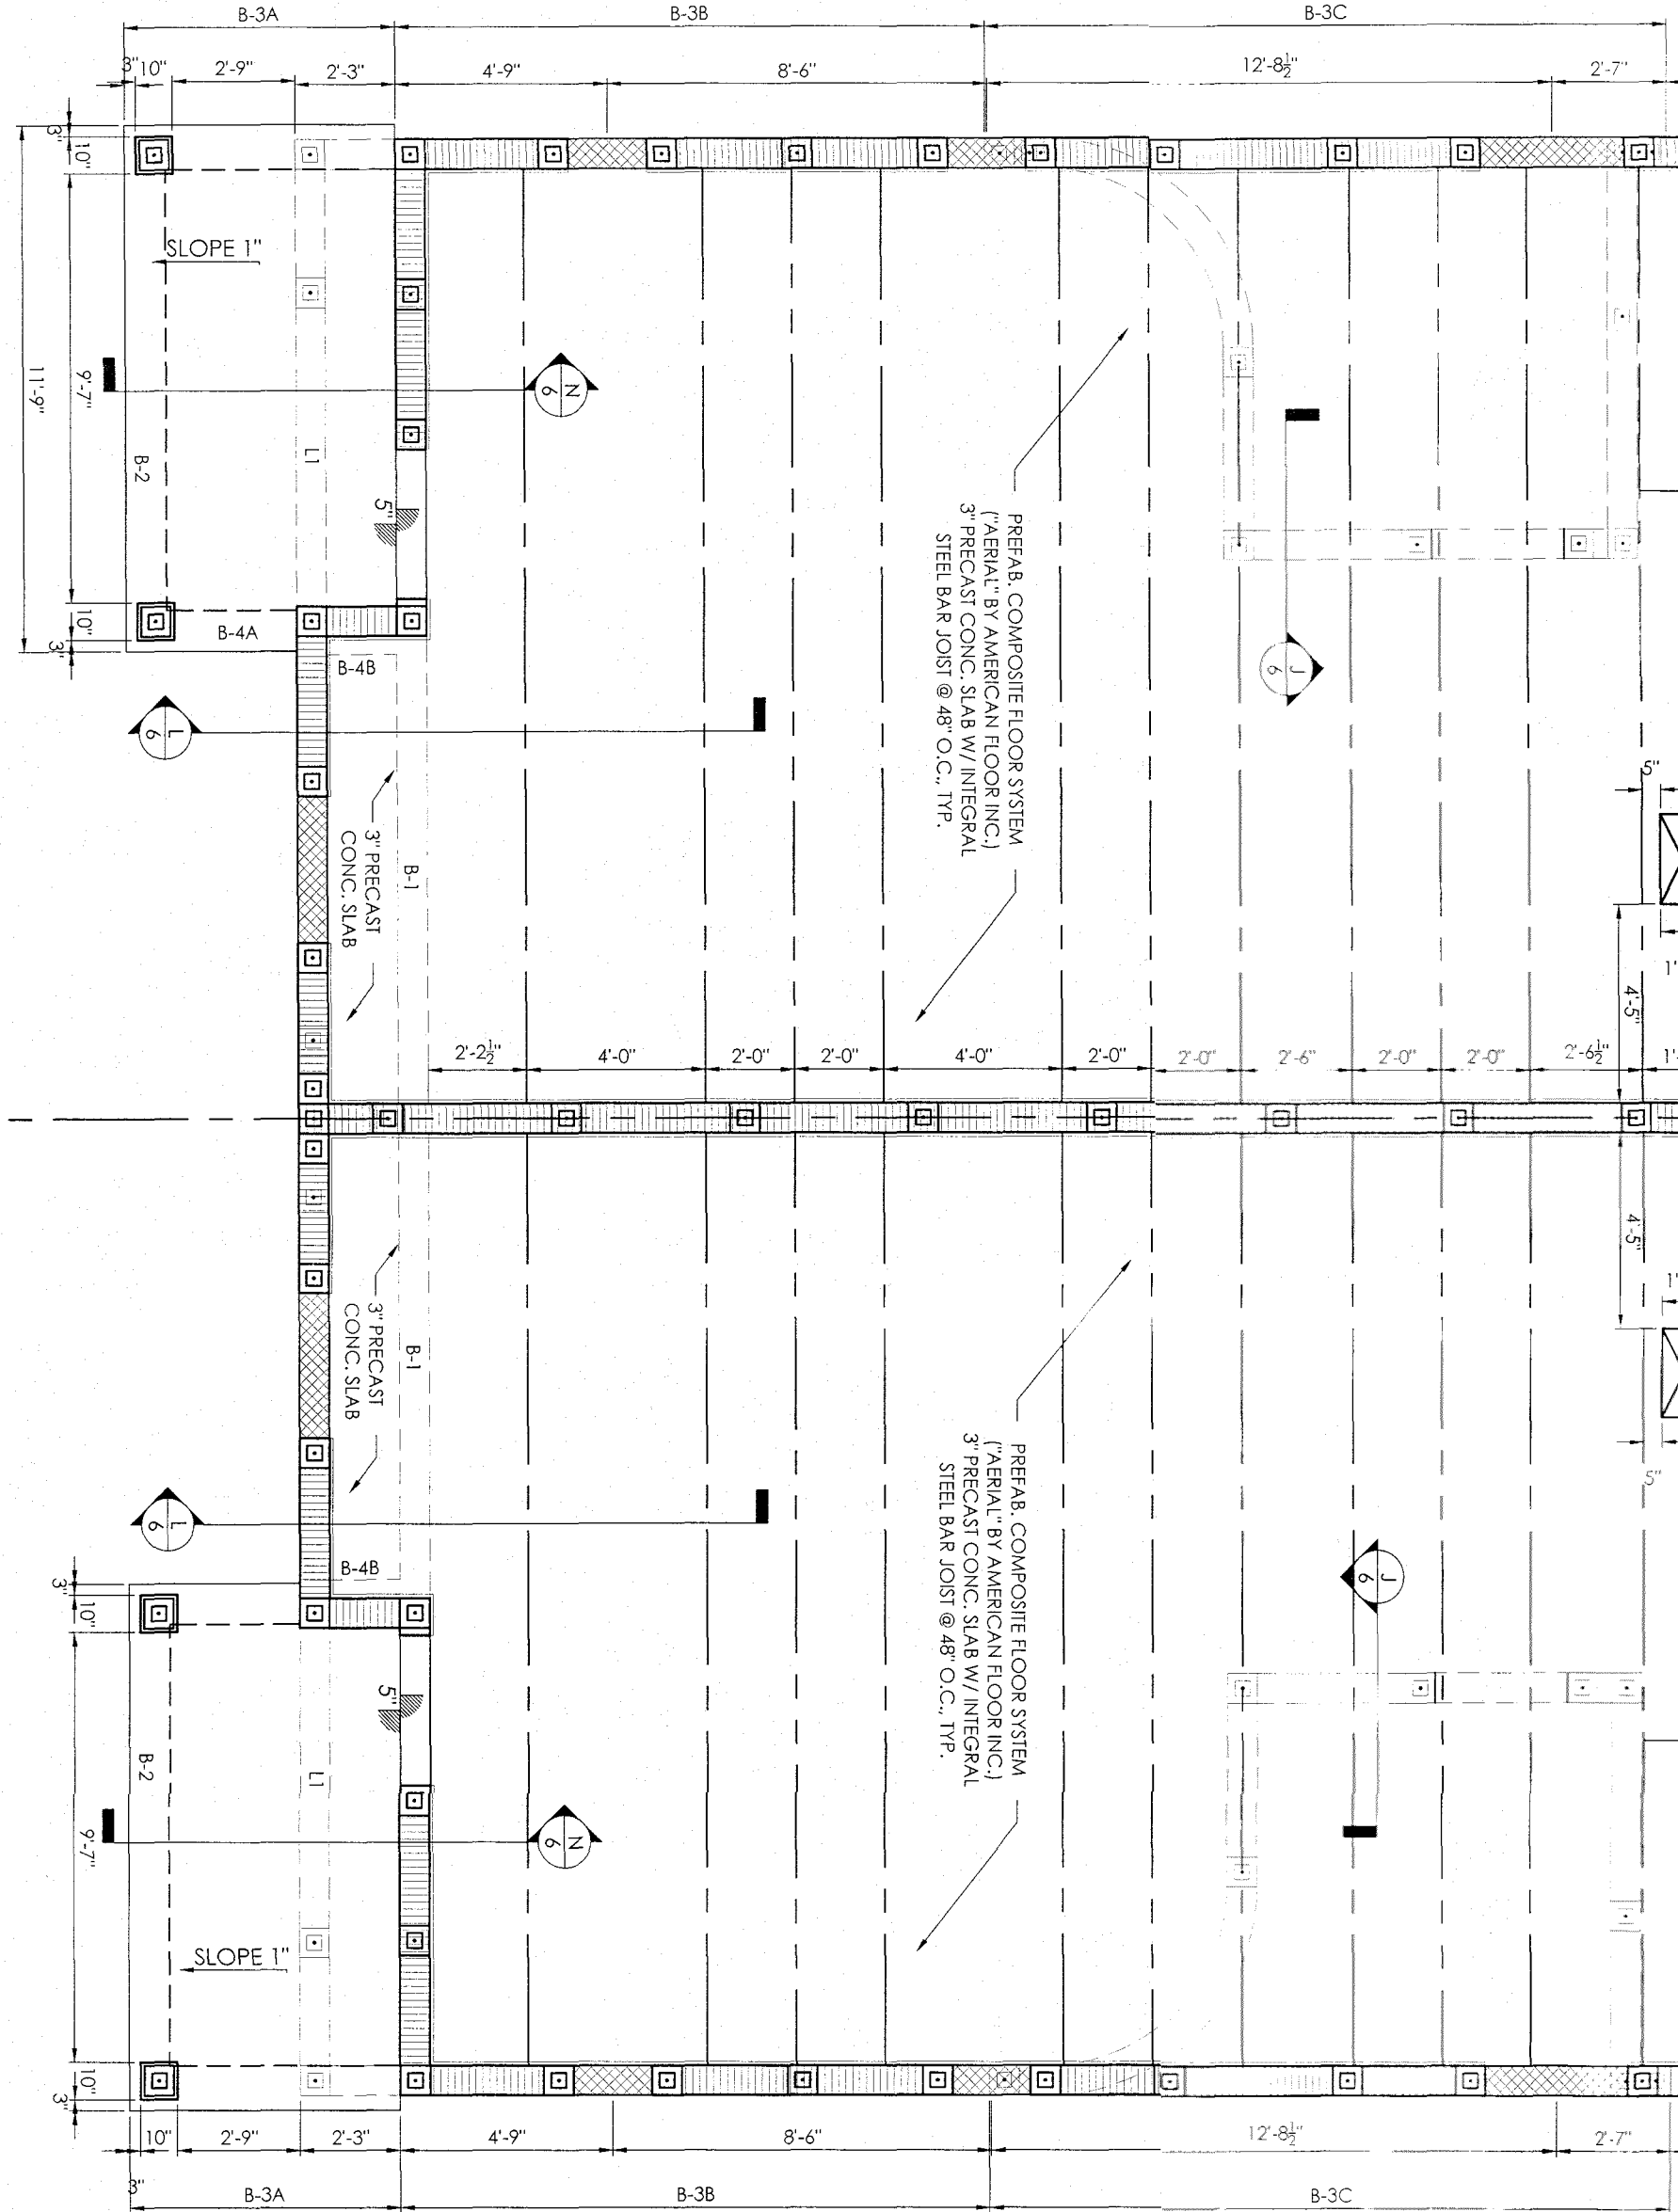 B-3A
B-3B
B-3C
3"
10"
2'-9"
2'-3"
4'-9"
8'-6"
12'-8½"
2'-7"
3"
10"
SLOPE 1"
11'-9"
9'-7"
B-2
L1
5"
N
6
PREFAB. COMPOSITE FLOOR SYSTEM
("AERIAL" BY AMERICAN FLOOR INC.)
3" PRECAST CONC. SLAB W/ INTEGRAL
STEEL BAR JOIST @ 48" O.C., TYP.
J
6
10"
3"
B-4A
B-4B
L
6
B-1
3" PRECAST
CONC. SLAB
5"
1'
4'-5"
2'-2½"
4'-0"
2'-0"
2'-0"
4'-0"
2'-0"
2'-0"
2'-6"
2'-0"
2'-0"
2'-6½"
1'
4'-5"
1'
5"
B-1
3" PRECAST
CONC. SLAB
PREFAB. COMPOSITE FLOOR SYSTEM
("AERIAL" BY AMERICAN FLOOR INC.)
3" PRECAST CONC. SLAB W/ INTEGRAL
STEEL BAR JOIST @ 48" O.C., TYP.
L
6
J
6
B-4B
3"
10"
5"
B-2
L1
9'-7"
N
6
SLOPE 1"
10"
3"
10"
2'-9"
2'-3"
4'-9"
8'-6"
12'-8½"
2'-7"
3"
B-3A
B-3B
B-3C